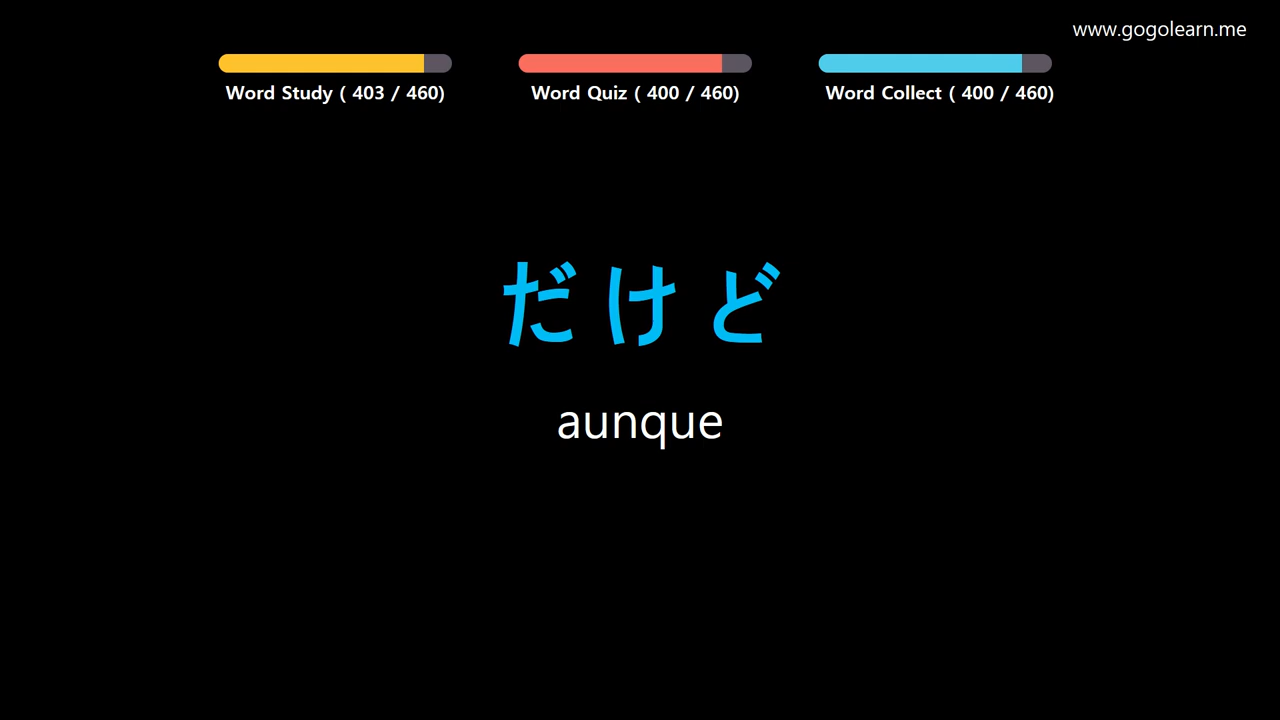 www.gogolearn.me
Word Study ( 403 / 460)
Word Quiz ( 400 / 460)
Word Collect ( 400 / 460)
だけど
aunque